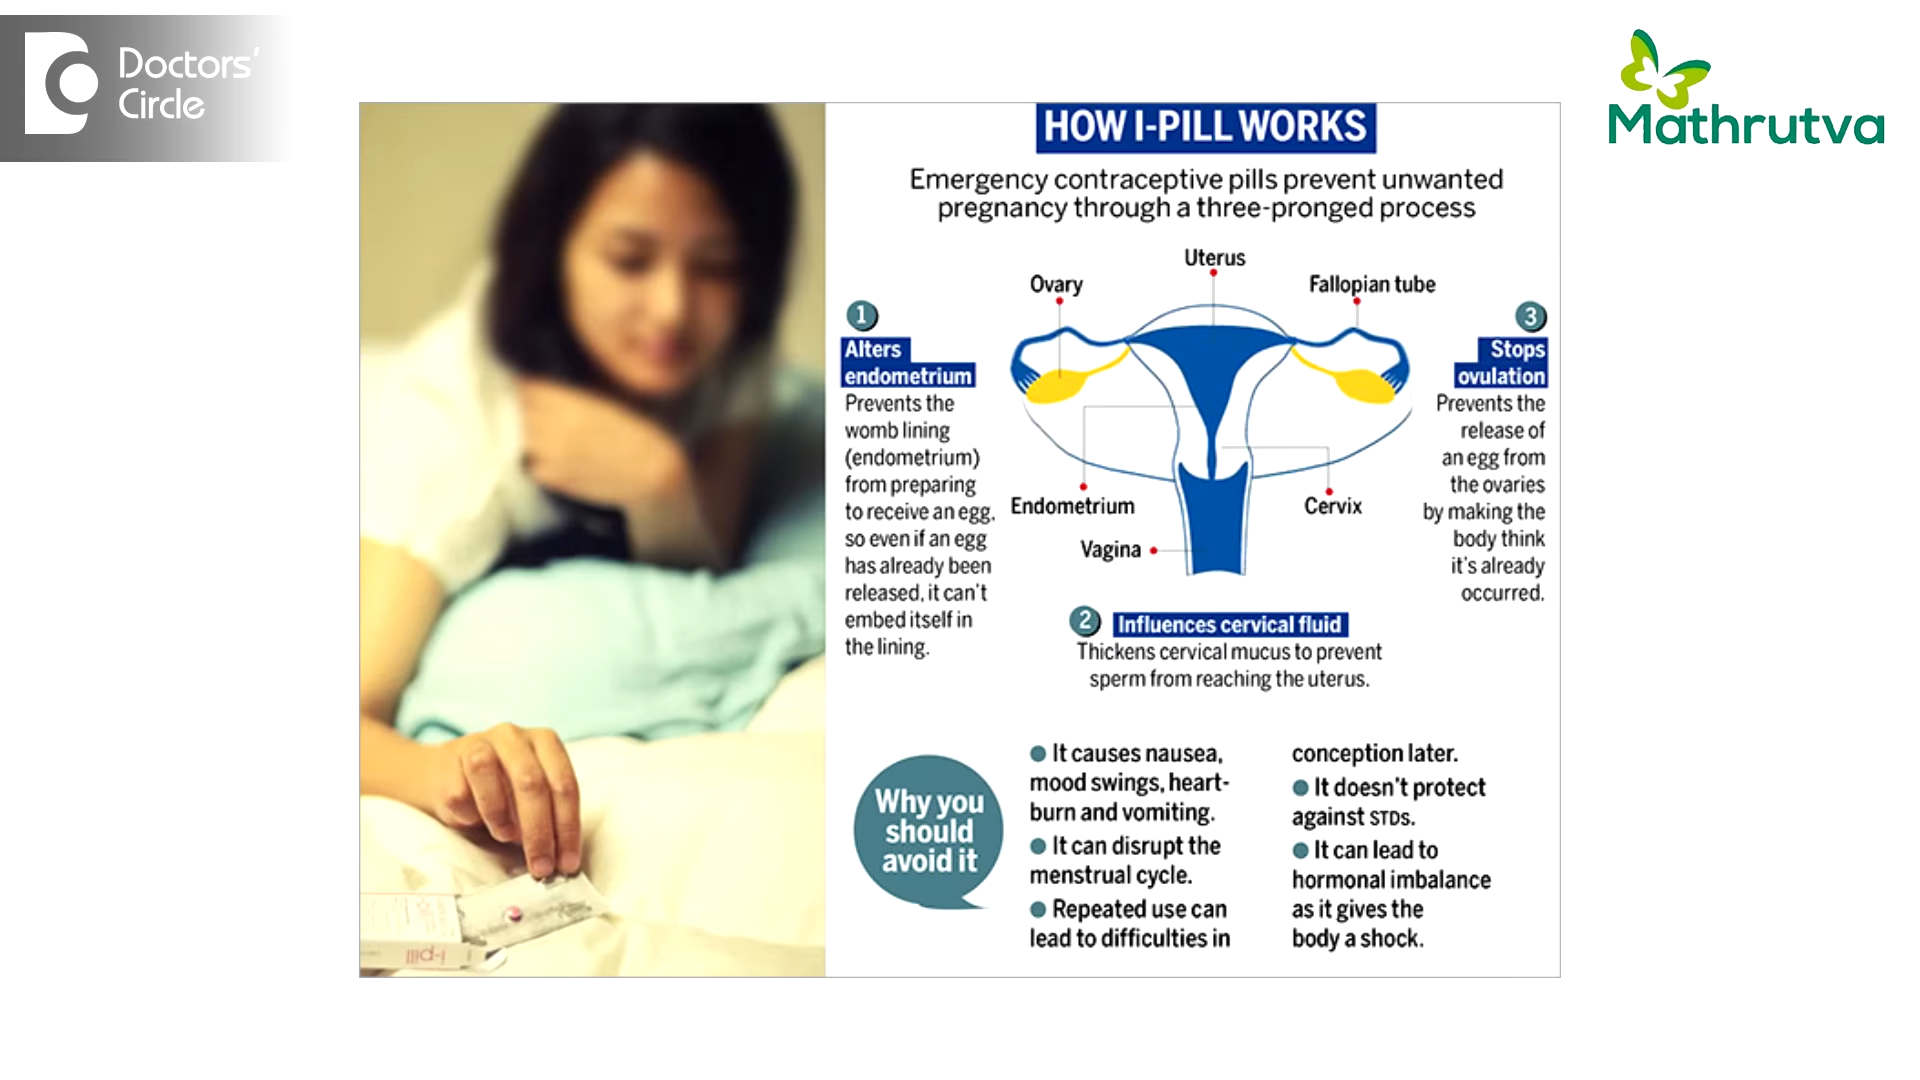 Doctors'
Circle
Mathrutva
HOW I-PILL WORKS
Emergency contraceptive pills prevent unwanted
pregnancy through a three-pronged process
Uterus
Ovary
Fallopian tube
Endometrium
Cervix
Vagina
1
Alters
endometrium
Prevents the
womb lining
(endometrium)
from preparing
to receive an egg,
so even if an egg
has already been
released, it can't
embed itself in
the lining.
2 Influences cervical fluid
Thickens cervical mucus to prevent
sperm from reaching the uterus.
3
Stops
ovulation
Prevents the
release of
an egg from
the ovaries
by making the
body think
it's already
occurred.
Why you
should
avoid it
● It causes nausea,
mood swings, heart-
burn and vomiting.
● It can disrupt the
menstrual cycle.
● Repeated use can
lead to difficulties in
conception later.
● It doesn't protect
against STDs.
● It can lead to
hormonal imbalance
as it gives the
body a shock.
i-pill